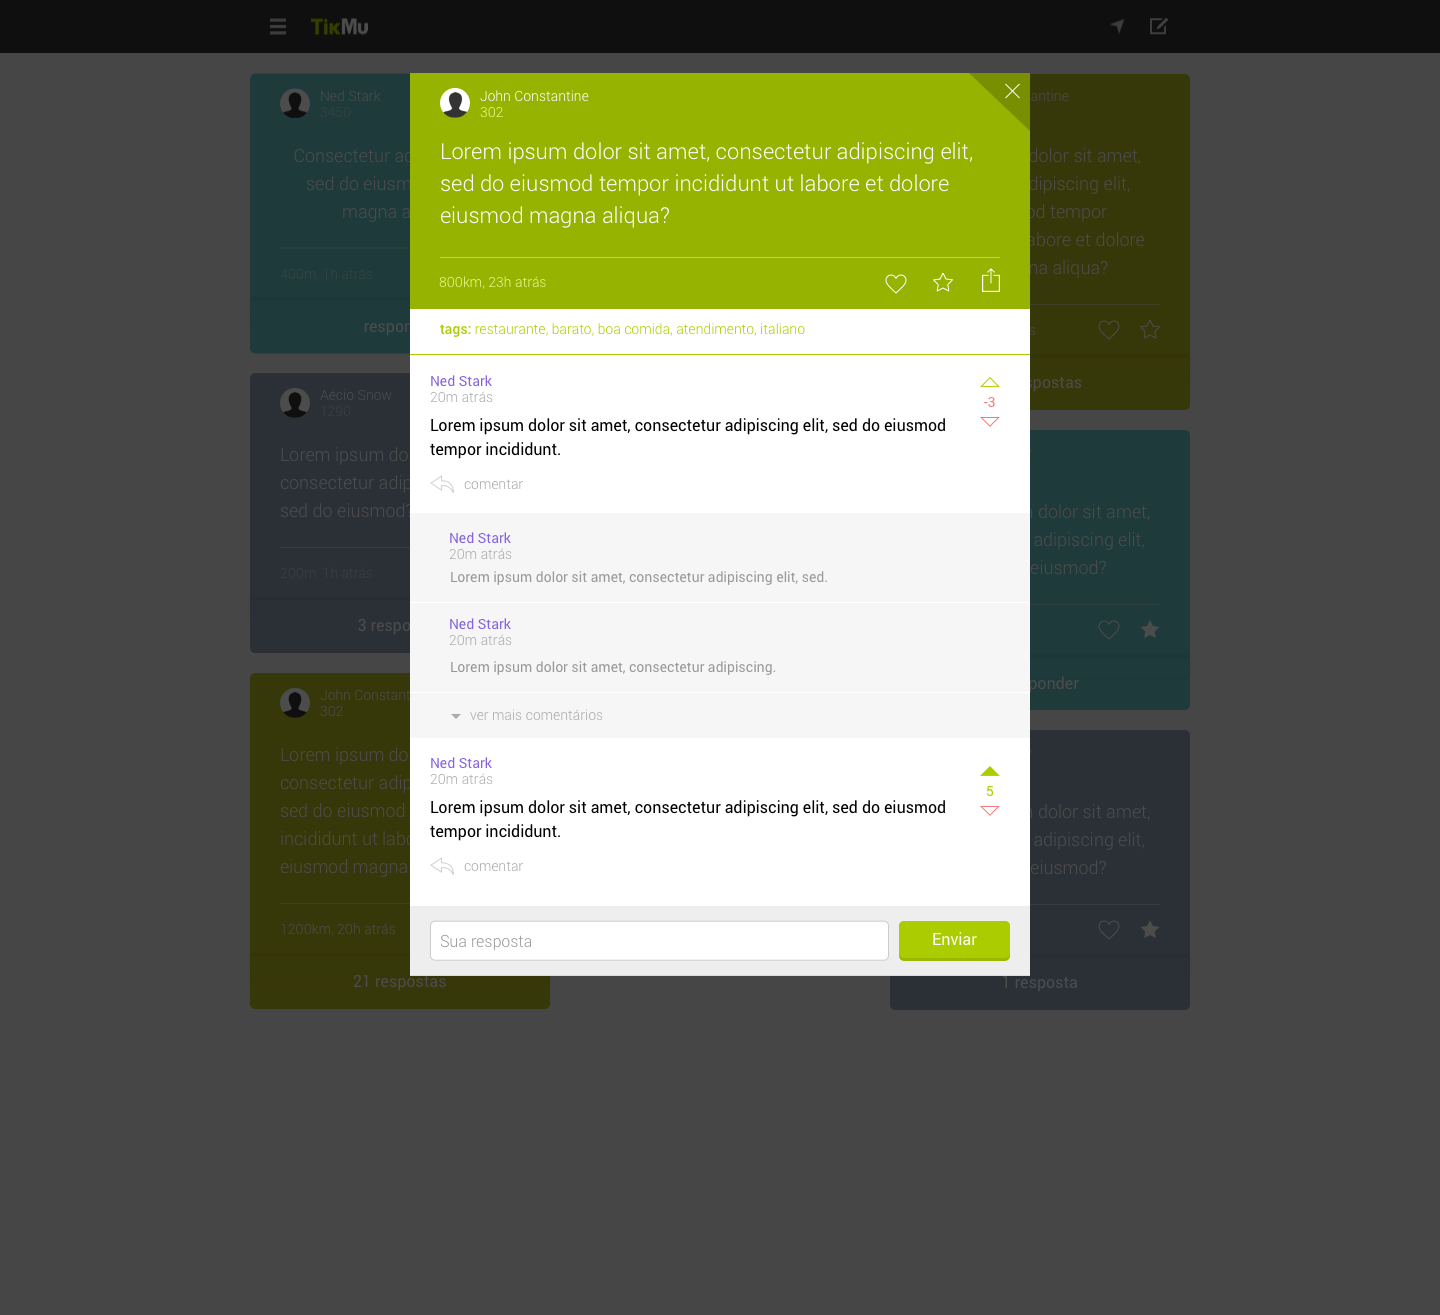 TikMu
Ned Stark
3450
Consectetur ad
sed do eiusm
magna a
400m, 1h atrás
respon
Aécio Snow
1290
Lorem ipsum do
consectetur adip
sed do eiusmod?
200m, 1h atrás
3 respo
John Constant
302
Lorem ipsum do
consectetur adip
sed do eiusmod
incididunt ut labo
eiusmod magna
1200km, 20h atrás
21 respostas
John Constantine
302
Lorem ipsum dolor sit amet, consectetur adipiscing elit,
sed do eiusmod tempor incididunt ut labore et dolore
eiusmod magna aliqua?
800km, 23h atrás
tags: restaurante, barato, boa comida, atendimento, italiano
Ned Stark
20m atrás
-3
Lorem ipsum dolor sit amet, consectetur adipiscing elit, sed do eiusmod
tempor incididunt.
comentar
Ned Stark
20m atrás
Lorem ipsum dolor sit amet, consectetur adipiscing elit, sed.
Ned Stark
20m atrás
Lorem ipsum dolor sit amet, consectetur adipiscing.
ver mais comentários
Ned Stark
20m atrás
5
Lorem ipsum dolor sit amet, consectetur adipiscing elit, sed do eiusmod
tempor incididunt.
comentar
Sua resposta
Enviar
antine
dolor sit amet,
dipiscing elit,
od tempor
abore et dolore
na aliqua?
s
spostas
dolor sit amet,
adipiscing elit,
eiusmod?
ponder
dolor sit amet,
adipiscing elit,
eiusmod?
1 resposta